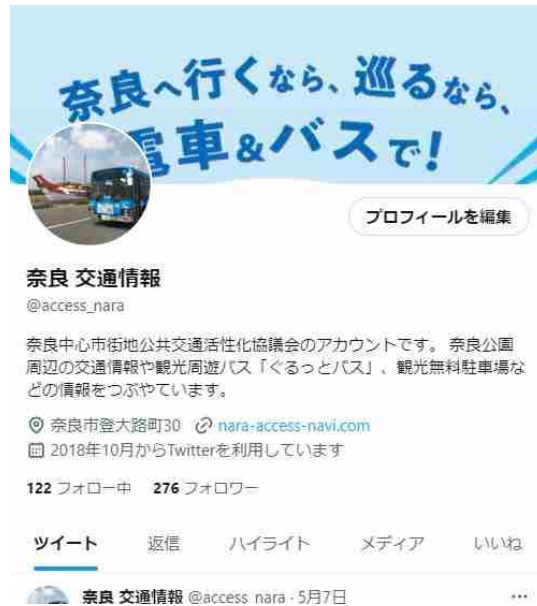 奈良へ行くなら、巡るなら、
電車&バスで!
プロフィールを編集
奈良 交通情報
@access_nara
奈良中心市街地公共交通活性化協議会のアカウントです。 奈良公園
周辺の交通情報や観光周遊バス「ぐるっとバス」、観光無料駐車場な
どの情報をつぶやています。
奈良市登大路町30 nara-access-navi.com
2018年10月からTwitterを利用しています
122 フォロー中 276 フォロワー
ツイート 返信 ハイライト メディア いいね
奈良 交通情報 @access_nara · 5月7日